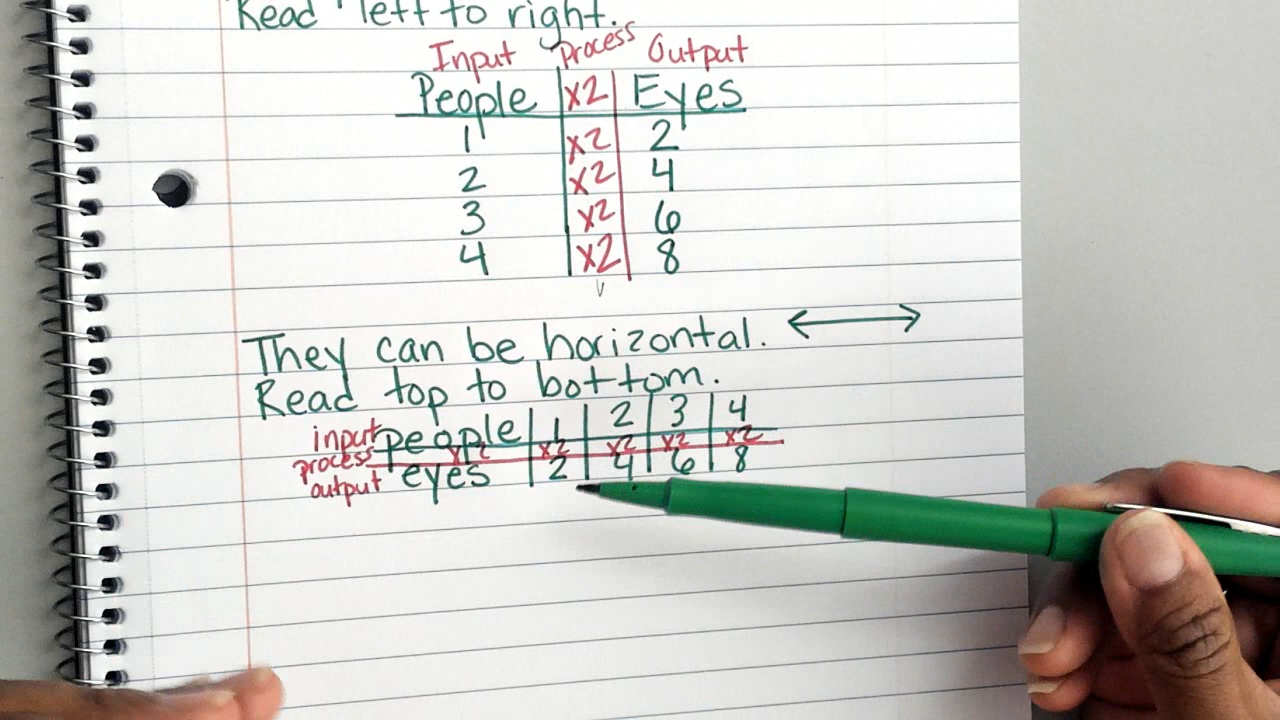 Read left to right.
Input Process Output
People x2 Eyes
1 x2 2
2 x2 4
3 x2 6
4 x2 8
They can be horizontal.
Read top to bottom.
input people 1 2 3 4
process x2 x2 x2 x2 x2
output eyes 2 4 6 8